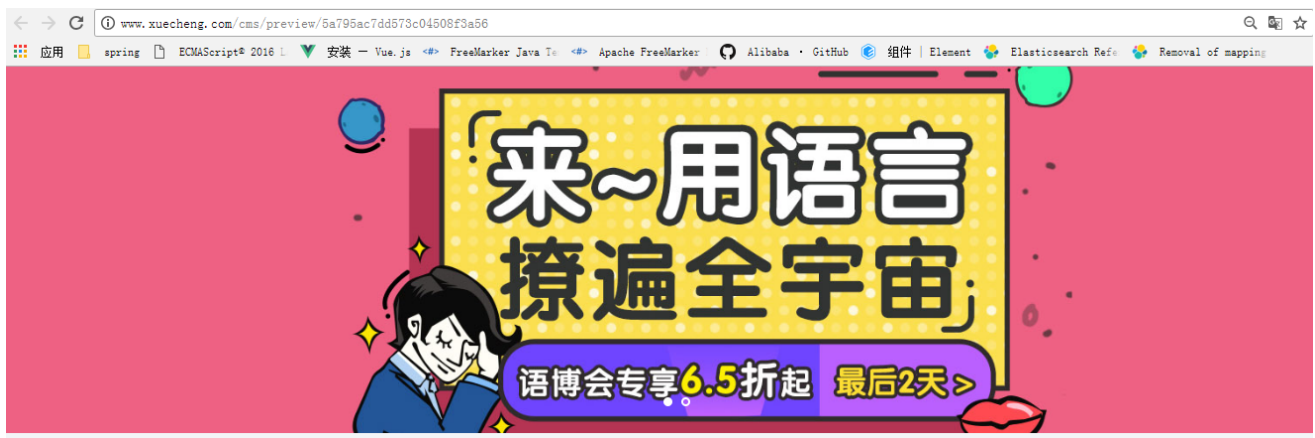 www.xuecheng.com/cms/preview/5a795ac7dd573c04508f3a56
应用 spring ECMAScript® 2016 L 安装 — Vue.js FreeMarker Java Te Apache FreeMarker Alibaba · GitHub 组件 | Element Elasticsearch Refe Removal of mapping
来~用语言
撩遍全宇宙
语博会专享6.5折起 最后2天>